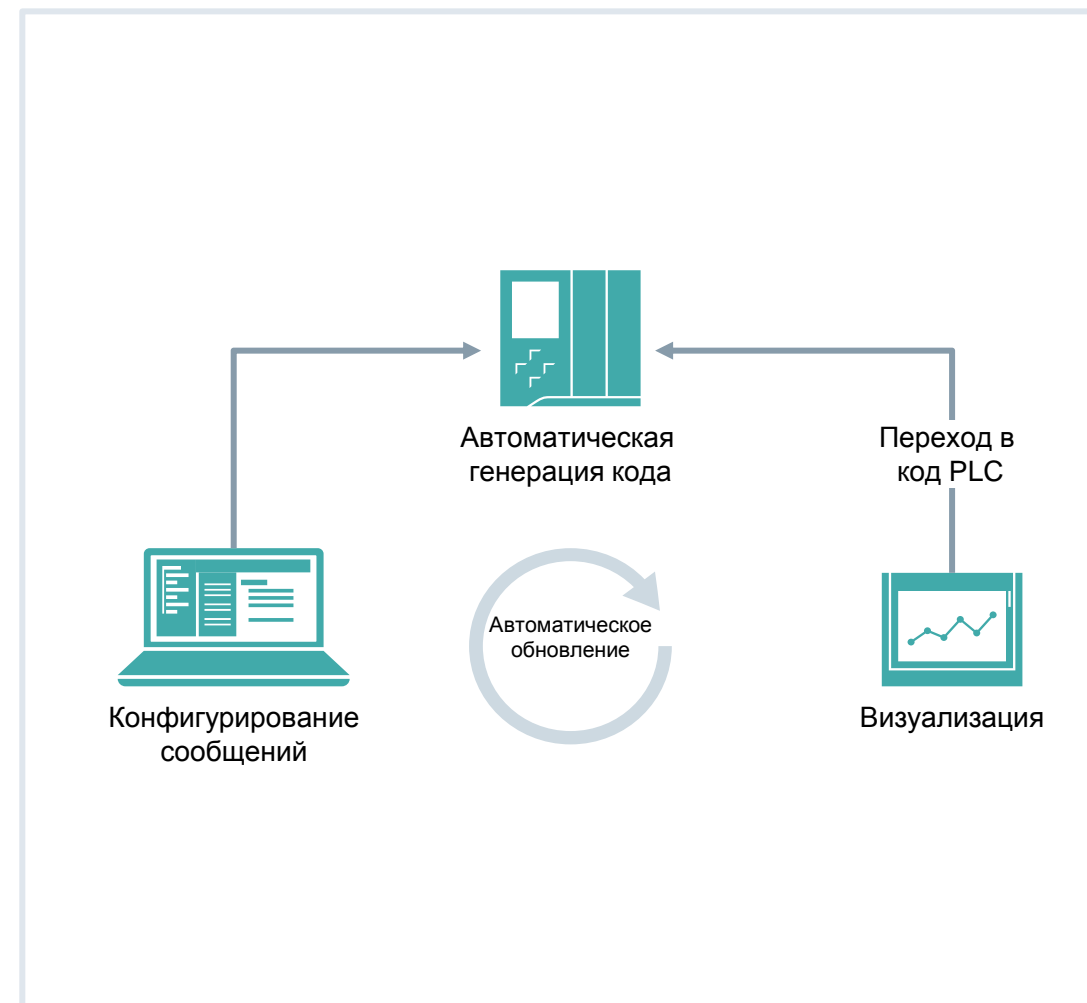 Автоматическая
генерация кода
Переход в
код PLC
Автоматическое
обновление
Конфигурирование
сообщений
Визуализация